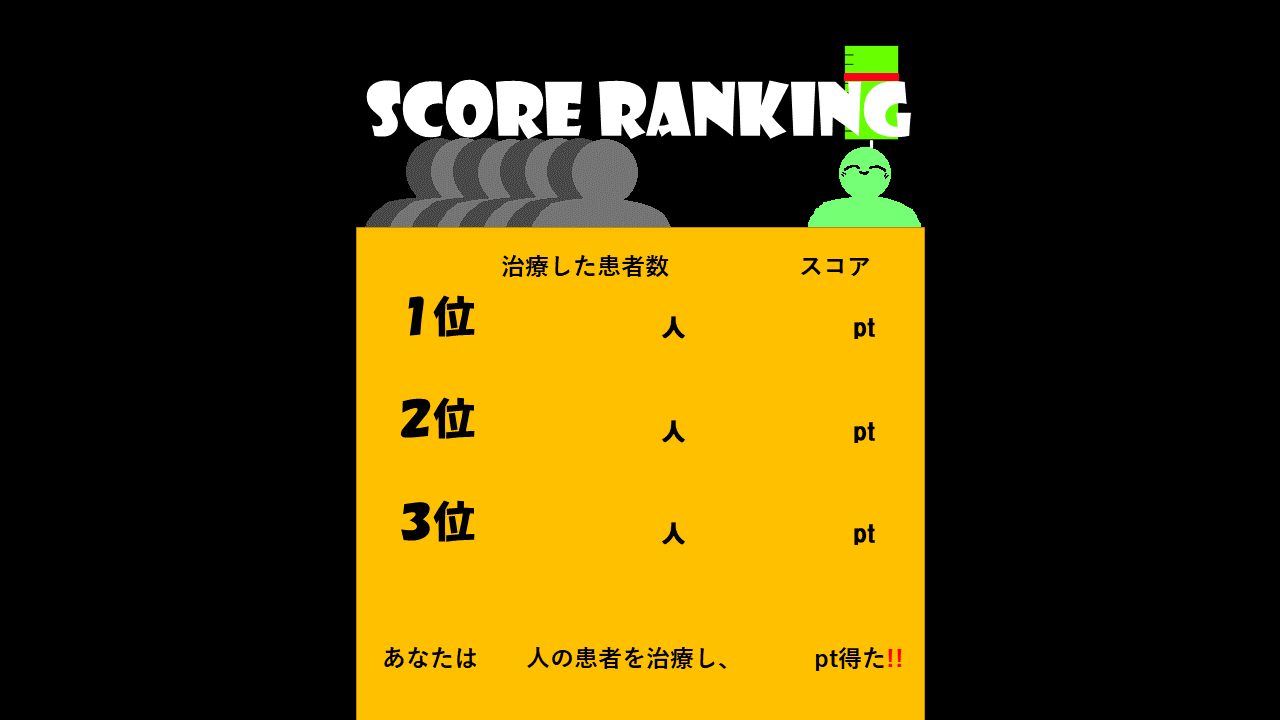 SCORE RANKING
治療した患者数 スコア
1位 人 pt
2位 人 pt
3位 人 pt
あなたは 人の患者を治療し、 pt得た!!